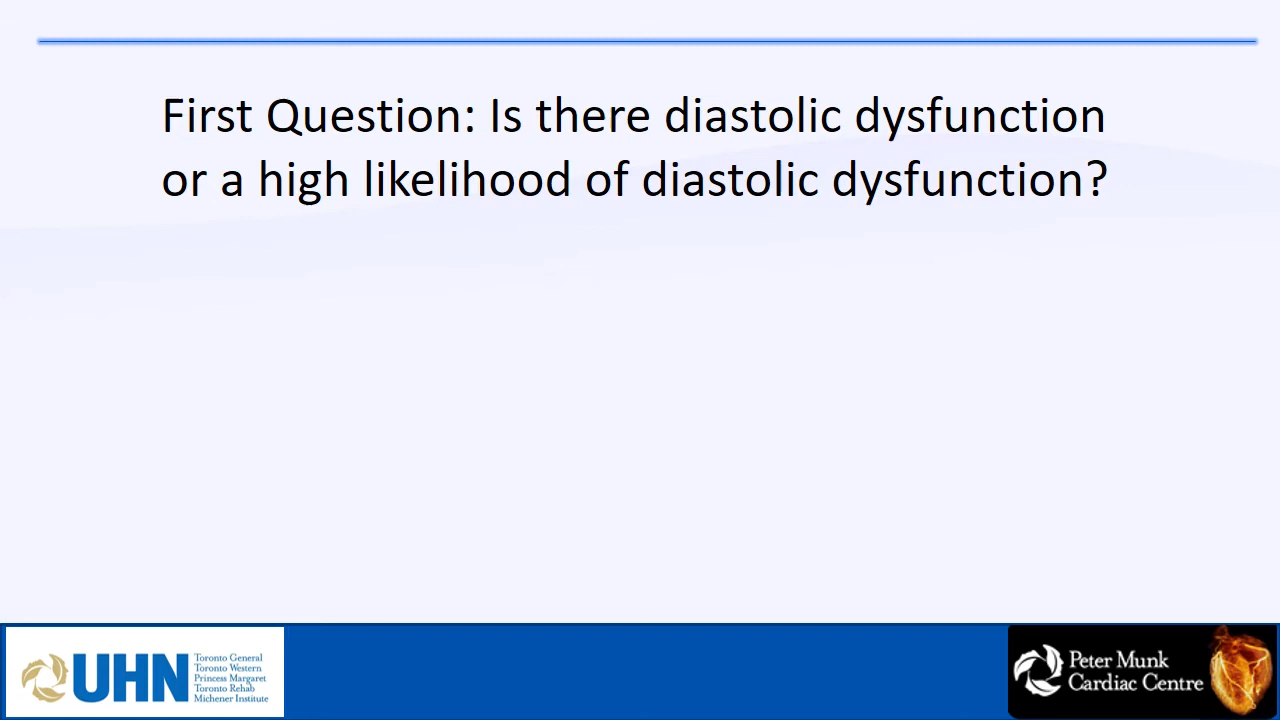 First Question: Is there diastolic dysfunction
or a high likelihood of diastolic dysfunction?
UHN
Toronto General
Toronto Western
Princess Margaret
Toronto Rehab
Michener Institute
Peter Munk
Cardiac Centre